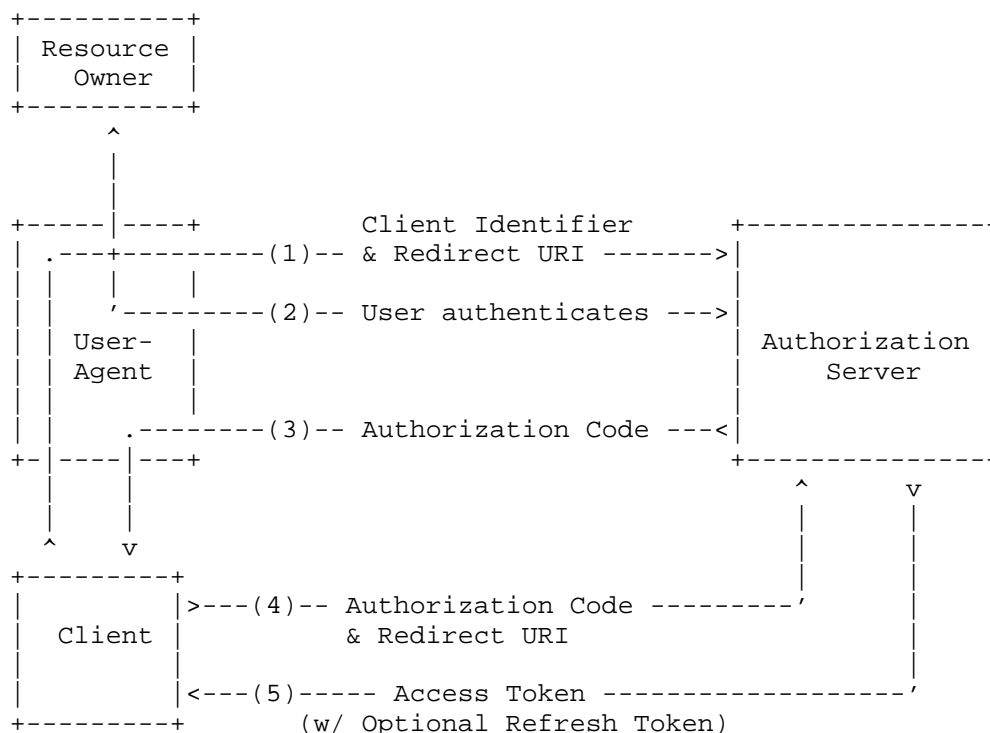 Resource
Owner
Client Identifier
(1) & Redirect URI
(2) User authenticates
User-
Agent
Authorization
Server
(3) Authorization Code
(4) Authorization Code
Client
& Redirect URI
(5) Access Token
(w/ Optional Refresh Token)